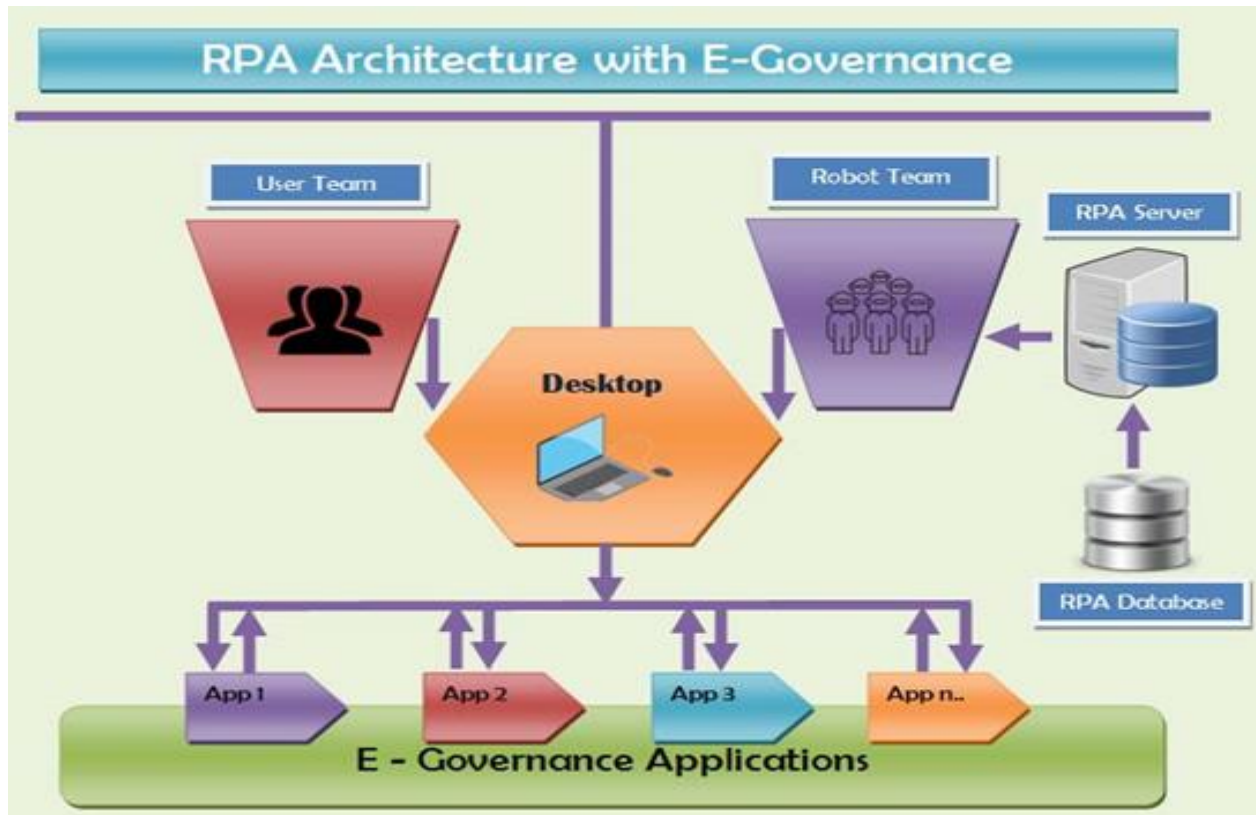 RPA Architecture with E-Governance
User Team
Robot Team
RPA Server
Desktop
RPA Database
App 1
App 2
App 3
App n..
E - Governance Applications